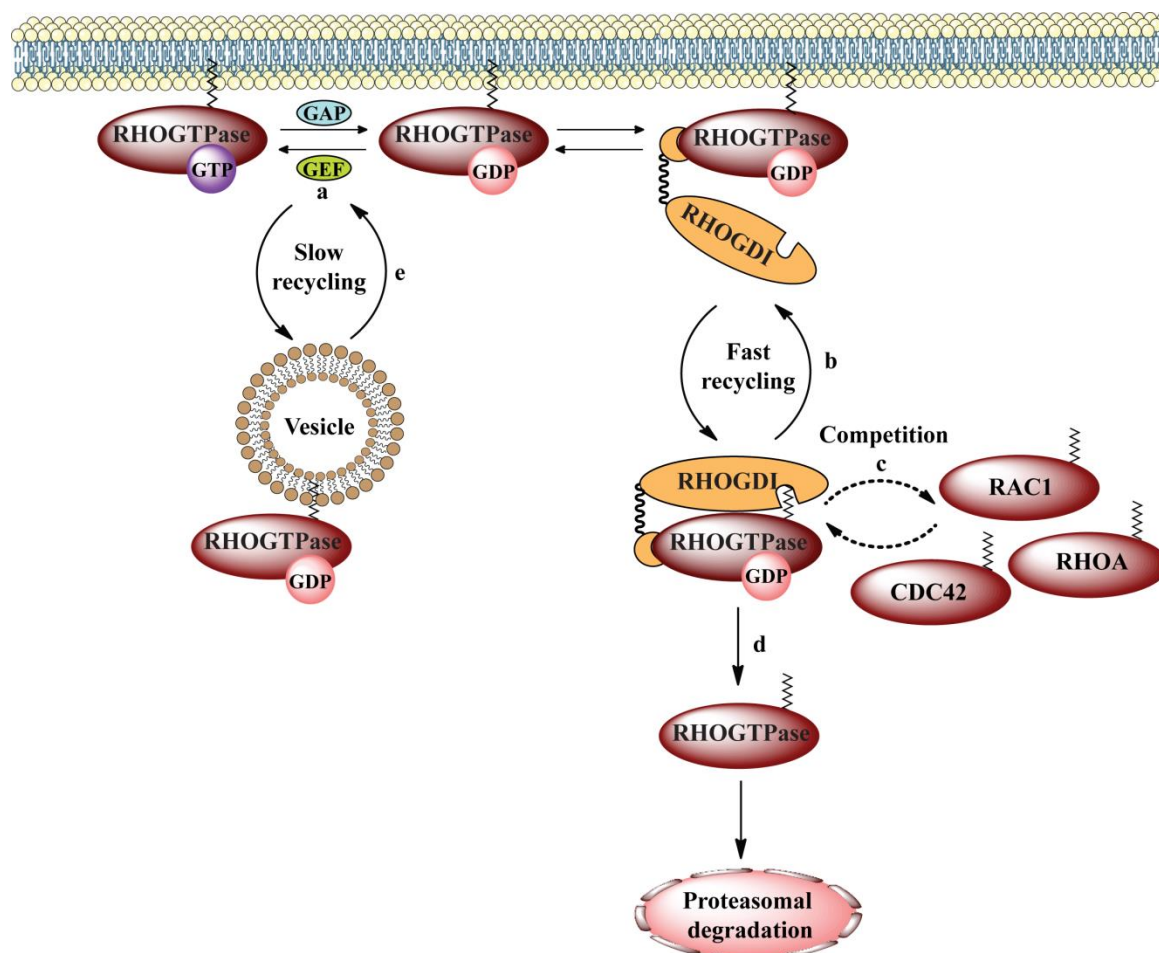 RHOGTPase
GTP
GAP
GEF
a
RHOGTPase
GDP
RHOGTPase
GDP
RHOGDI
Slow
recycling
e
Fast
recycling
b
Vesicle
RHOGTPase
GDP
Competition
c
RHOGDI
RHOGTPase
GDP
RAC1
RHOA
CDC42
d
RHOGTPase
Proteasomal
degradation